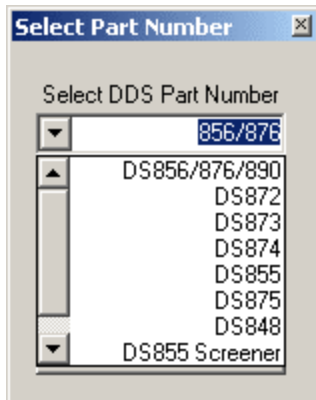 Select Part Number
Select DDS Part Number
856/876
DS856/876/890
DS872
DS873
DS874
DS855
DS875
DS848
DS855 Screener